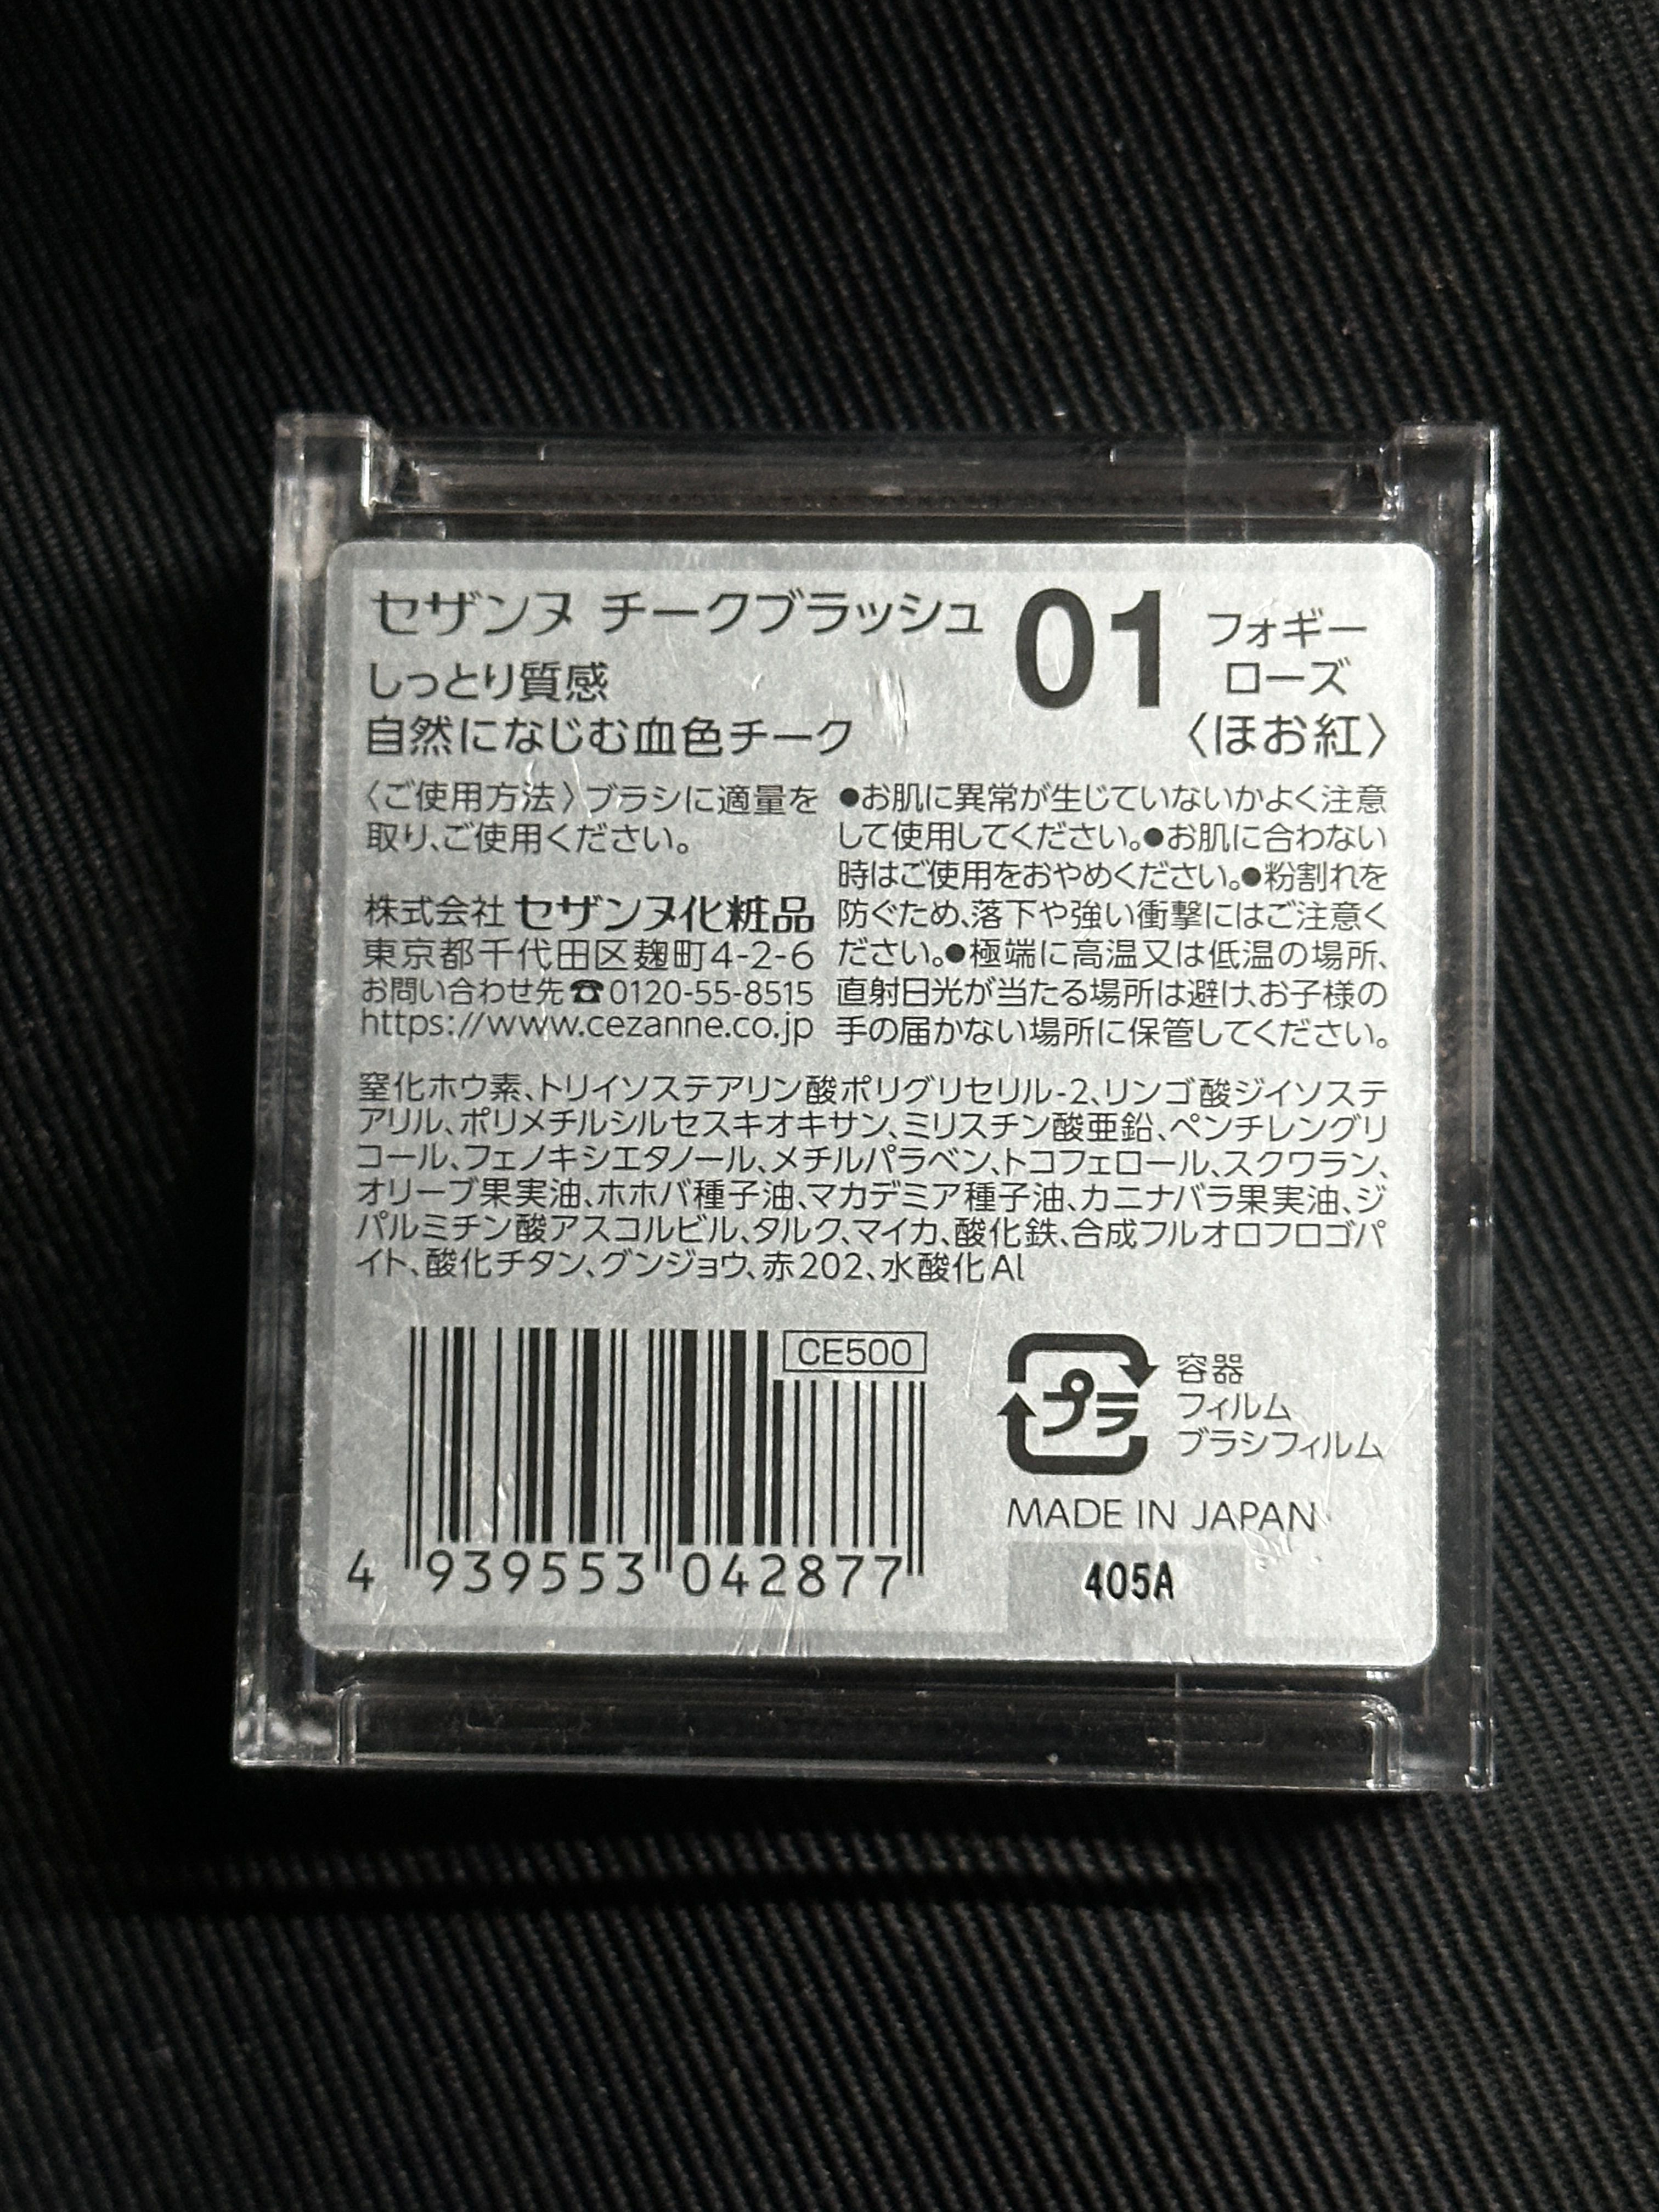 セザンヌ チークブラッシュ
しっとり質感
自然になじむ血色チーク
01
フォギー
ローズ
〈ほお紅〉
〈ご使用方法〉ブラシに適量を
取り、ご使用ください。
株式会社 セザンヌ化粧品
東京都千代田区麹町4-2-6
お問い合わせ先☎0120-55-8515
https://www.cezanne.co.jp
●お肌に異常が生じていないかよく注意
して使用してください。●お肌に合わない
時はご使用をおやめください。●粉割れを
防ぐため、落下や強い衝撃にはご注意く
ださい。●極端に高温又は低温の場所、
直射日光が当たる場所は避け、お子様の
手の届かない場所に保管してください。
窒化ホウ素、トリイソステアリン酸ポリグリセリル-2、リンゴ酸ジイソステ
アリル、ポリメチルシルセスキオキサン、ミリスチン酸亜鉛、ペンチレングリ
コール、フェノキシエタノール、メチルパラベン、トコフェロール、スクワラン、
オリーブ果実油、ホホバ種子油、マカデミア種子油、カニナバラ果実油、ジ
パルミチン酸アスコルビル、タルク、マイカ、酸化鉄、合成フルオロフロゴパ
イト、酸化チタン、グンジョウ、赤202、水酸化Al
CE500
4 939553 042877
プラ
容器
フィルム
ブラシフィルム
MADE IN JAPAN
405A